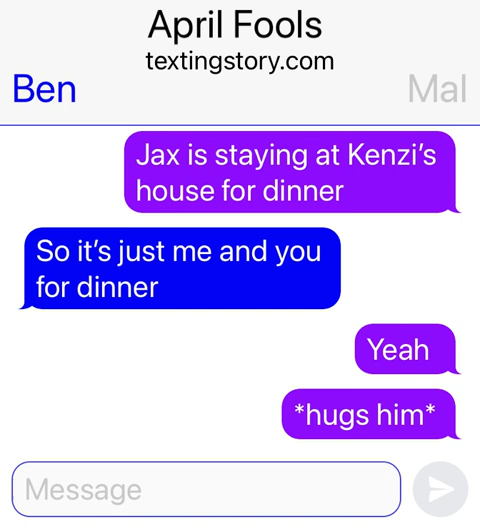 April Fools
textingstory.com
Ben
Mal
Jax is staying at Kenzi’s
house for dinner
So it’s just me and you
for dinner
Yeah
*hugs him*
Message